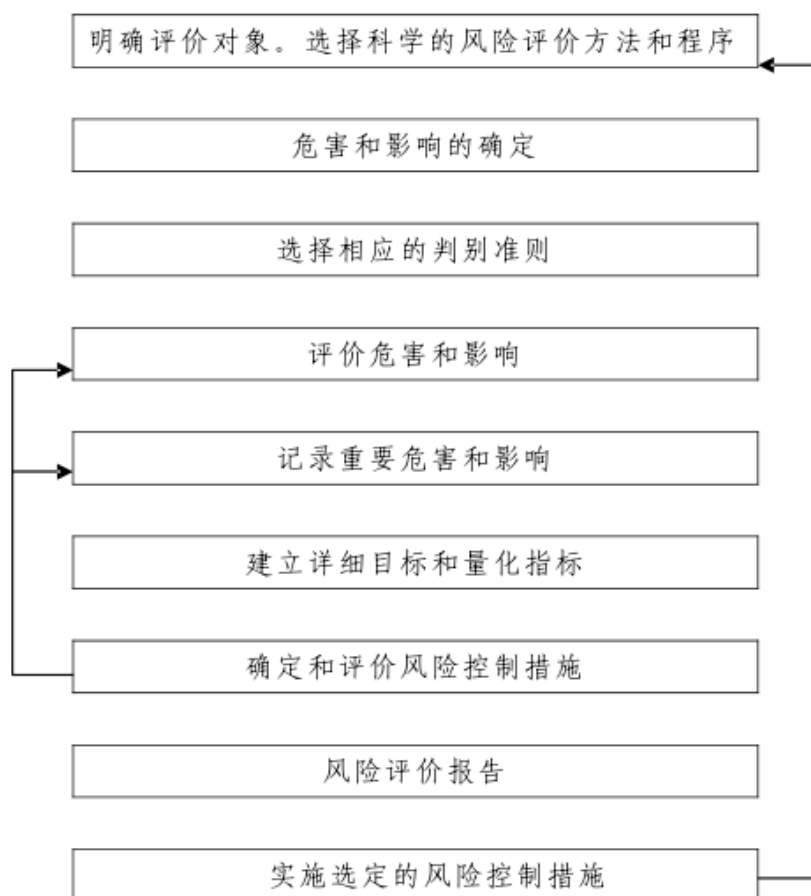 明确评价对象。选择科学的风险评价方法和程序
危害和影响的确定
选择相应的判别准则
评价危害和影响
记录重要危害和影响
建立详细目标和量化指标
确定和评价风险控制措施
风险评价报告
实施选定的风险控制措施